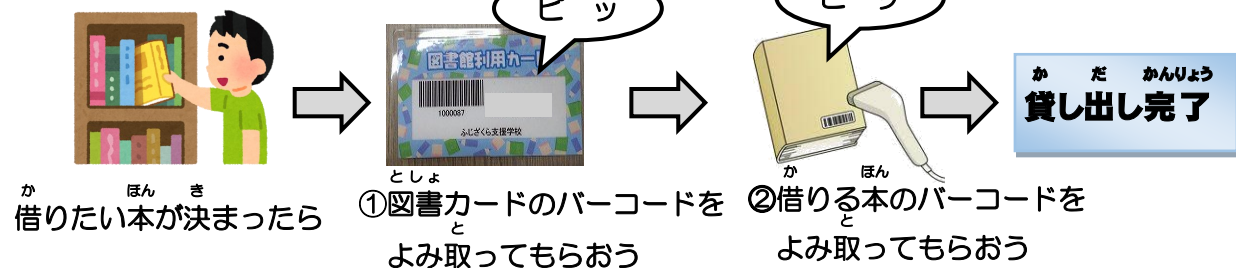 ピッ
ピッ
図書館利用カード
1000087
ふじざくら支援学校
か だ かんりょう
貸し出し完了
か ほん き
借りたい本が決まったら
としょ
①図書カードのバーコードを
と
よみ取ってもらおう
か ほん
②借りる本のバーコードを
と
よみ取ってもらおう